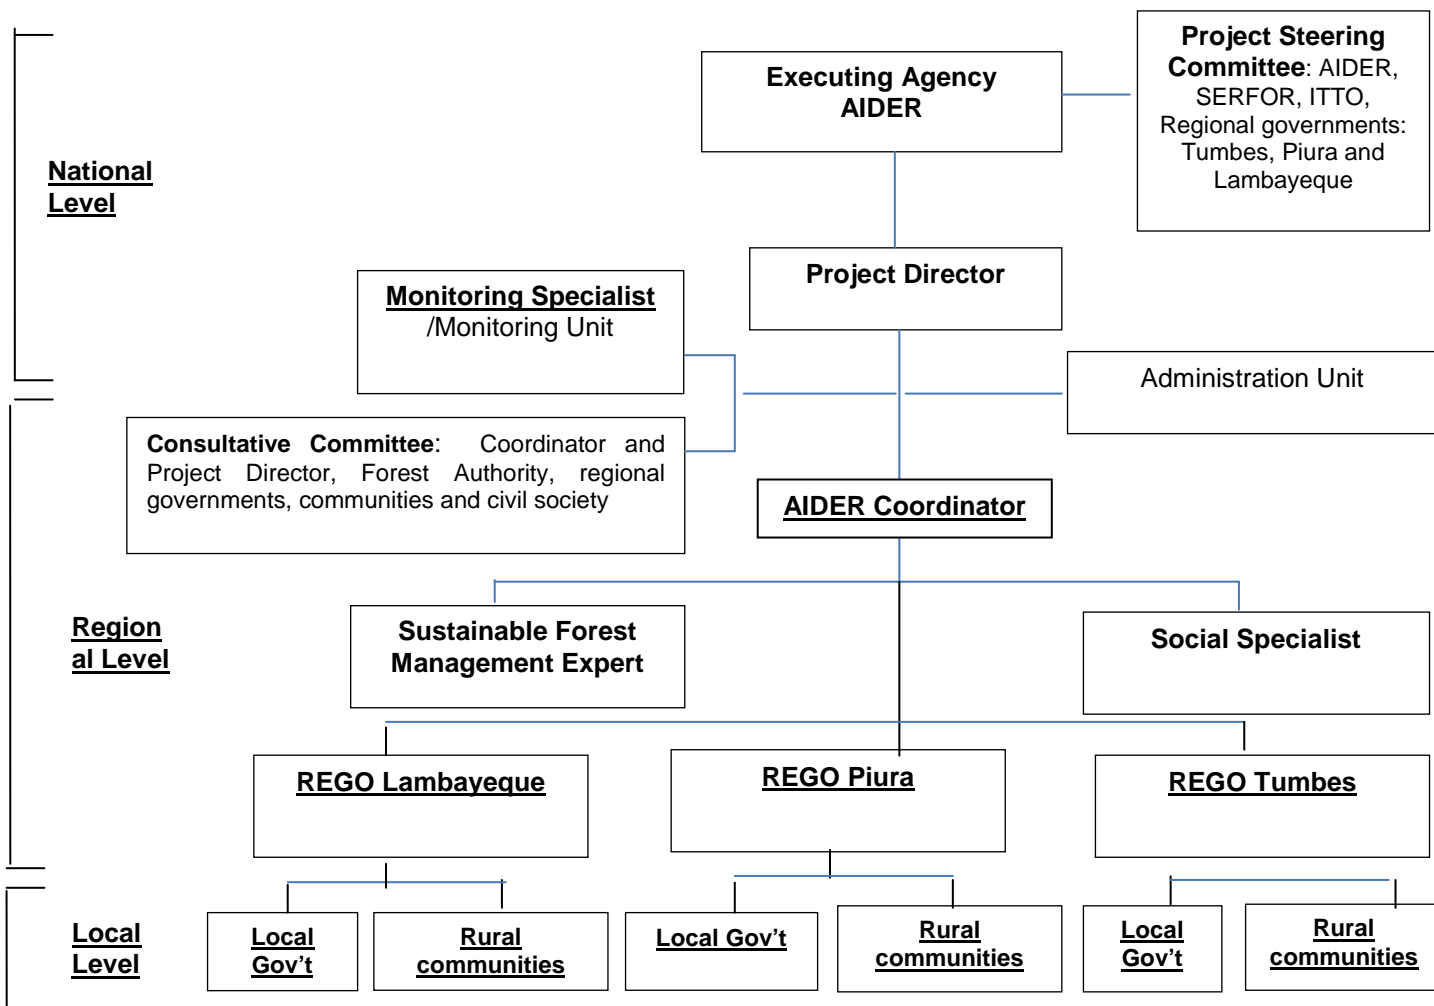 Executing Agency
AIDER
Project Steering
Committee: AIDER,
SERFOR, ITTO,
Regional governments:
Tumbes, Piura and
Lambayeque
National
Level
Project Director
Monitoring Specialist
/Monitoring Unit
Administration Unit
Consultative Committee: Coordinator and
Project Director, Forest Authority, regional
governments, communities and civil society
AIDER Coordinator
Region
al Level
Sustainable Forest
Management Expert
Social Specialist
REGO Lambayeque
REGO Piura
REGO Tumbes
Local
Level
Local
Gov't
Rural
communities
Local Gov't
Rural
communities
Local
Gov't
Rural
communities